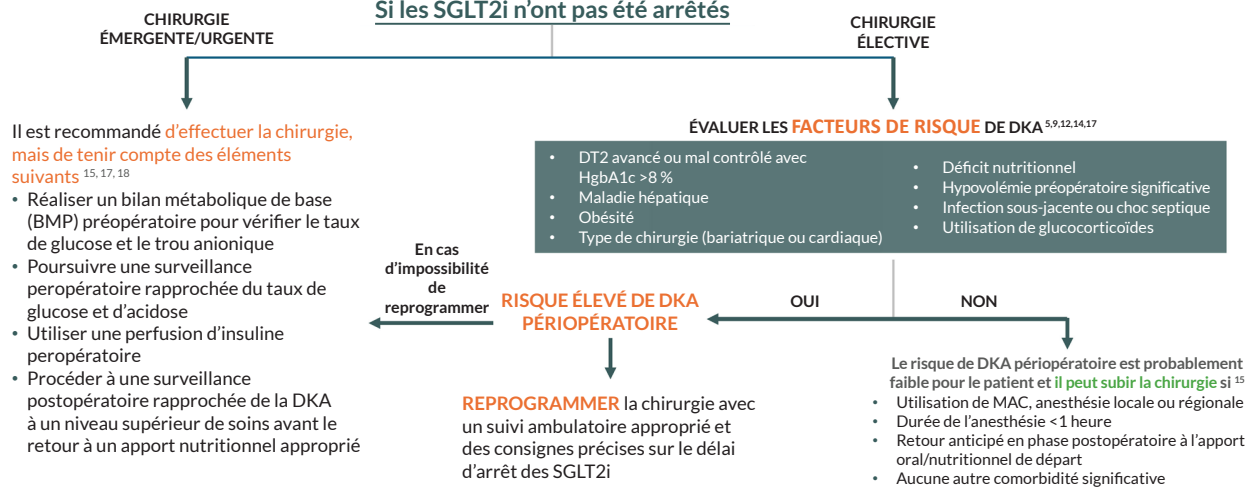 Si les SGLT2i n'ont pas été arrêtés
CHIRURGIE
ÉMERGENTE/URGENTE
CHIRURGIE
ÉLECTIVE
Il est recommandé d'effectuer la chirurgie,
mais de tenir compte des éléments
suivants 15, 17, 18
• Réaliser un bilan métabolique de base
(BMP) préopératoire pour vérifier le taux
de glucose et le trou anionique
• Poursuivre une surveillance
peropératoire rapprochée du taux de
glucose et d'acidose
• Utiliser une perfusion d'insuline
peropératoire
• Procéder à une surveillance
postopératoire rapprochée de la DKA
à un niveau supérieur de soins avant le
retour à un apport nutritionnel approprié
ÉVALUER LES FACTEURS DE RISQUE DE DKA 5,9,12,14,17
• DT2 avancé ou mal contrôlé avec
HgbA1c >8 %
• Maladie hépatique
• Obésité
• Type de chirurgie (bariatrique ou cardiaque)
• Déficit nutritionnel
• Hypovolémie préopératoire significative
• Infection sous-jacente ou choc septique
• Utilisation de glucocorticoïdes
En cas
d'impossibilité
de
reprogrammer
RISQUE ÉLEVÉ DE DKA
PÉRIOPÉRATOIRE
OUI
NON
REPROGRAMMER la chirurgie avec
un suivi ambulatoire approprié et
des consignes précises sur le délai
d'arrêt des SGLT2i
Le risque de DKA périopératoire est probablement
faible pour le patient et il peut subir la chirurgie si 15
• Utilisation de MAC, anesthésie locale ou régionale
• Durée de l'anesthésie <1 heure
• Retour anticipé en phase postopératoire à l'apport
oral/nutritionnel de départ
• Aucune autre comorbidité significative